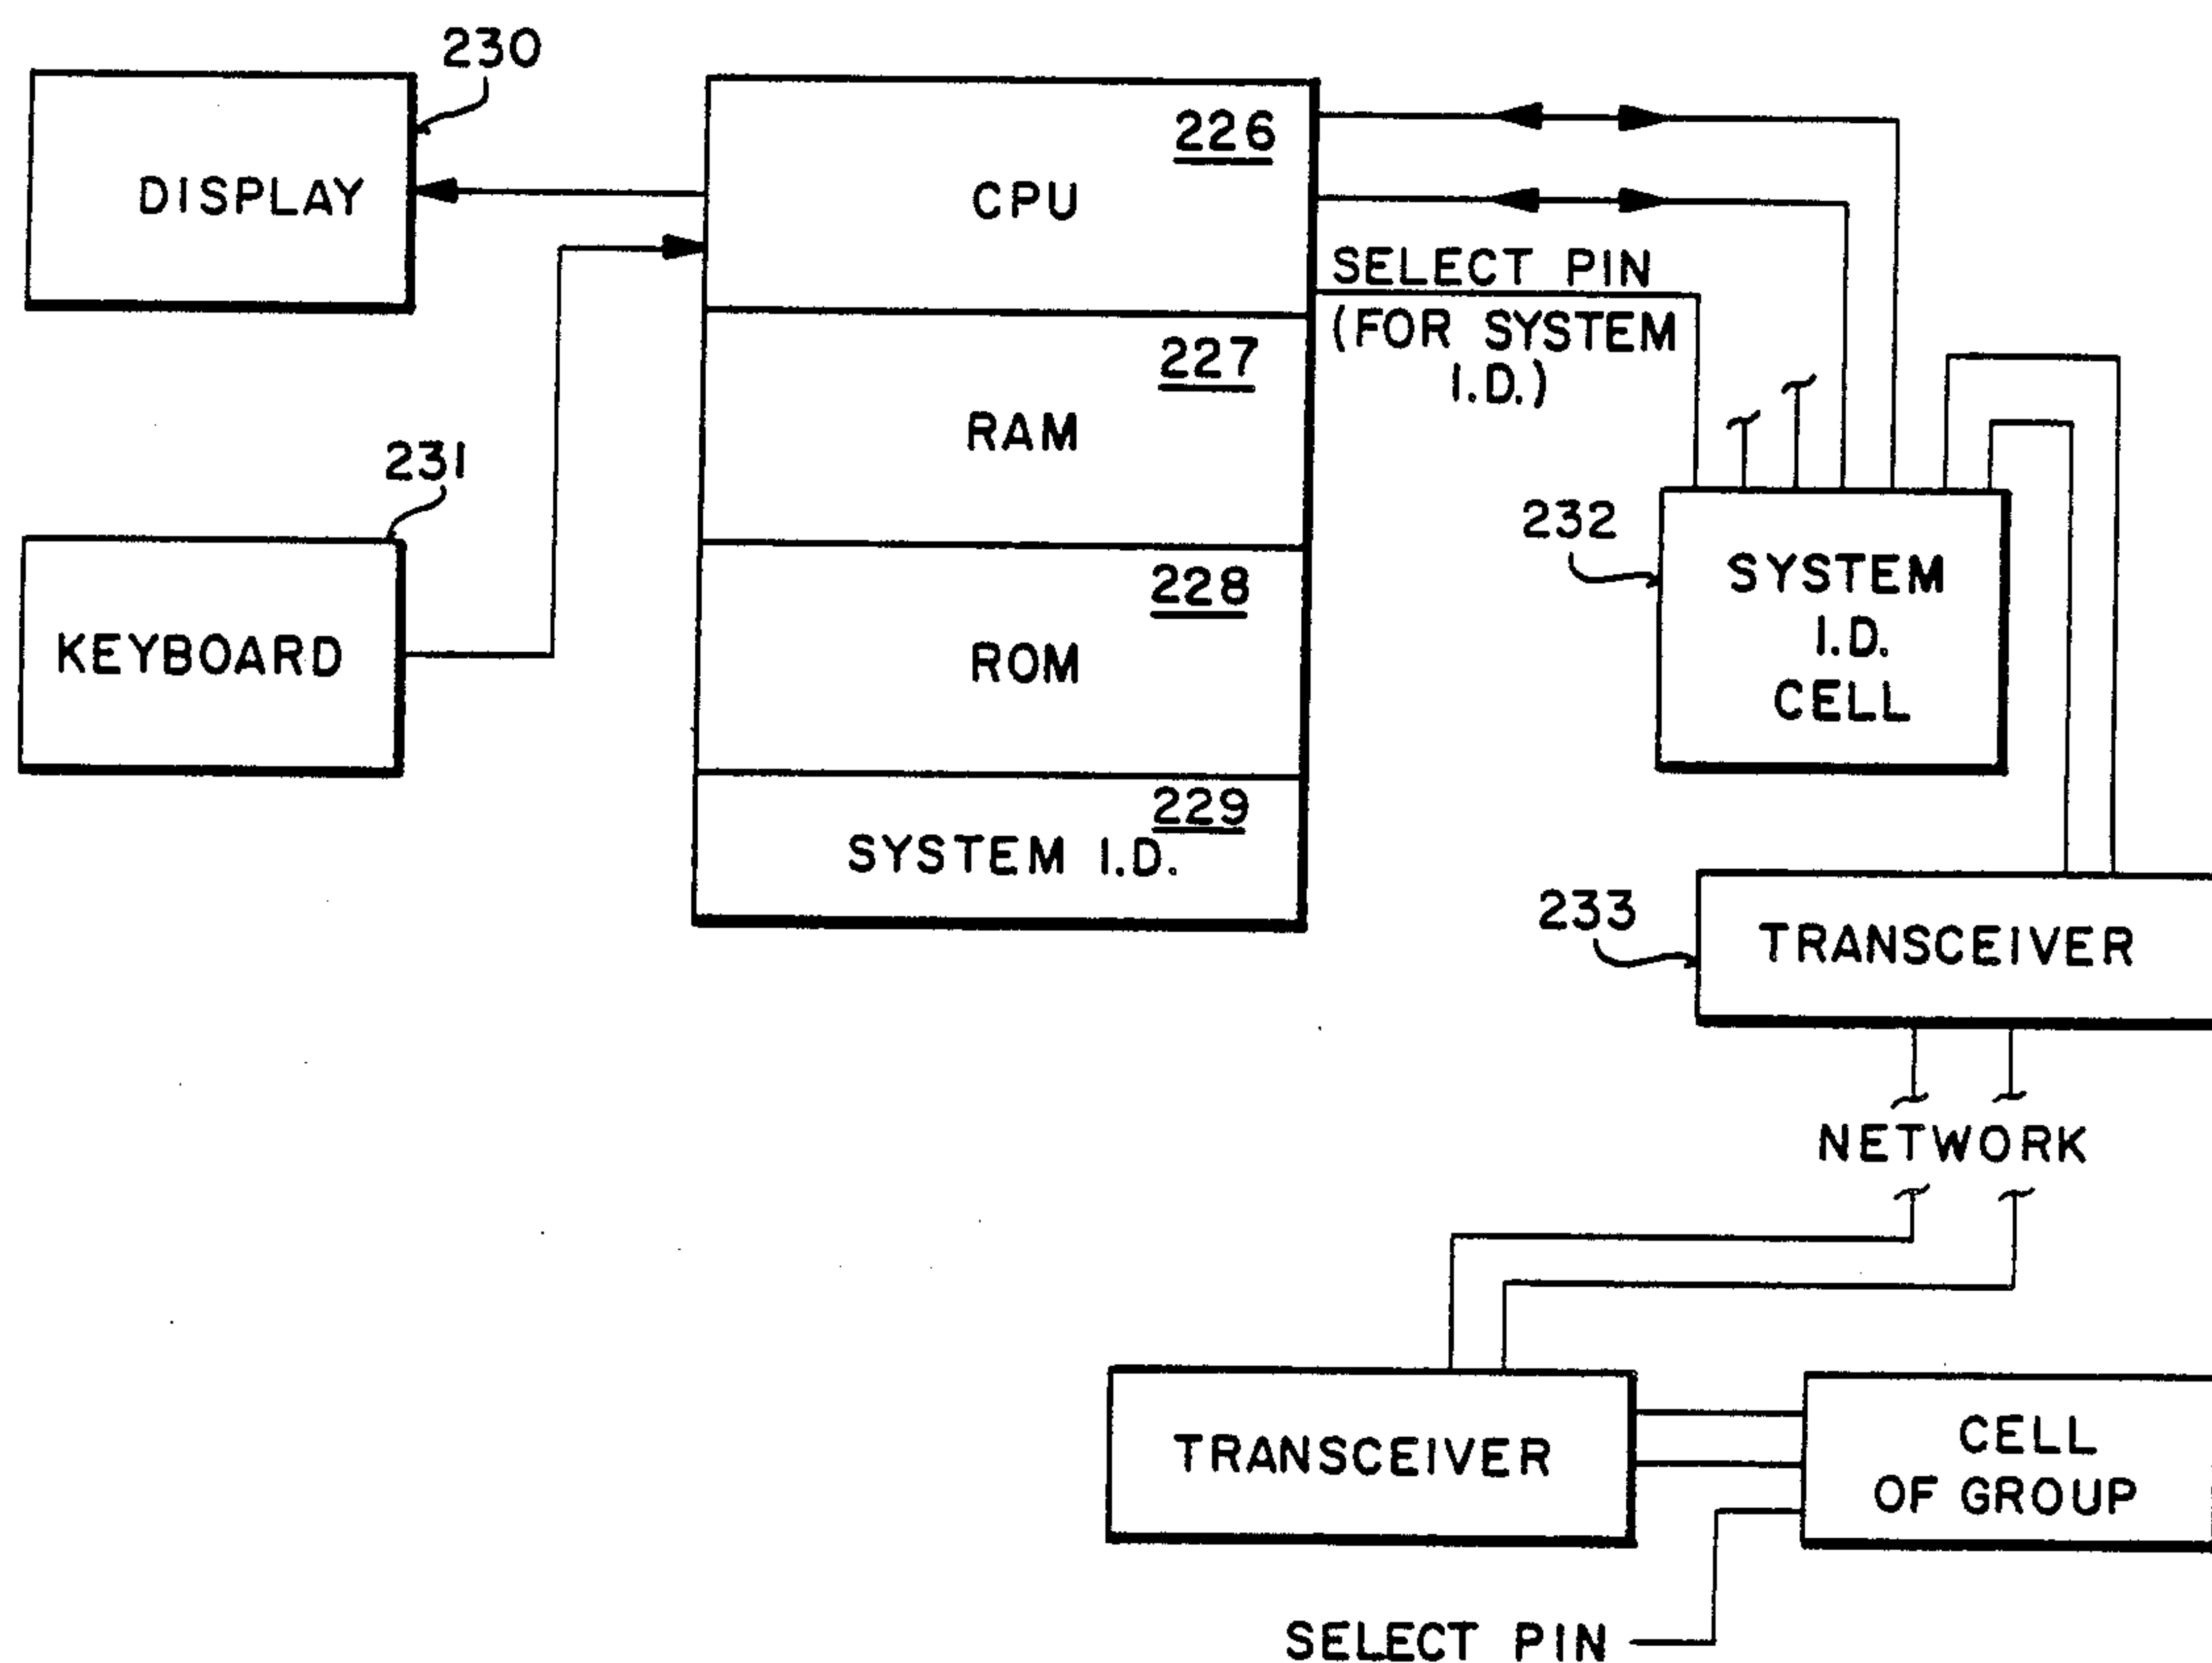 230
DISPLAY
226
CPU
SELECT PIN
(FOR SYSTEM
I.D.)
227
RAM
231
KEYBOARD
228
ROM
232
SYSTEM
I.D.
CELL
229
SYSTEM I.D.
233
TRANSCEIVER
NETWORK
TRANSCEIVER
CELL
OF GROUP
SELECT PIN